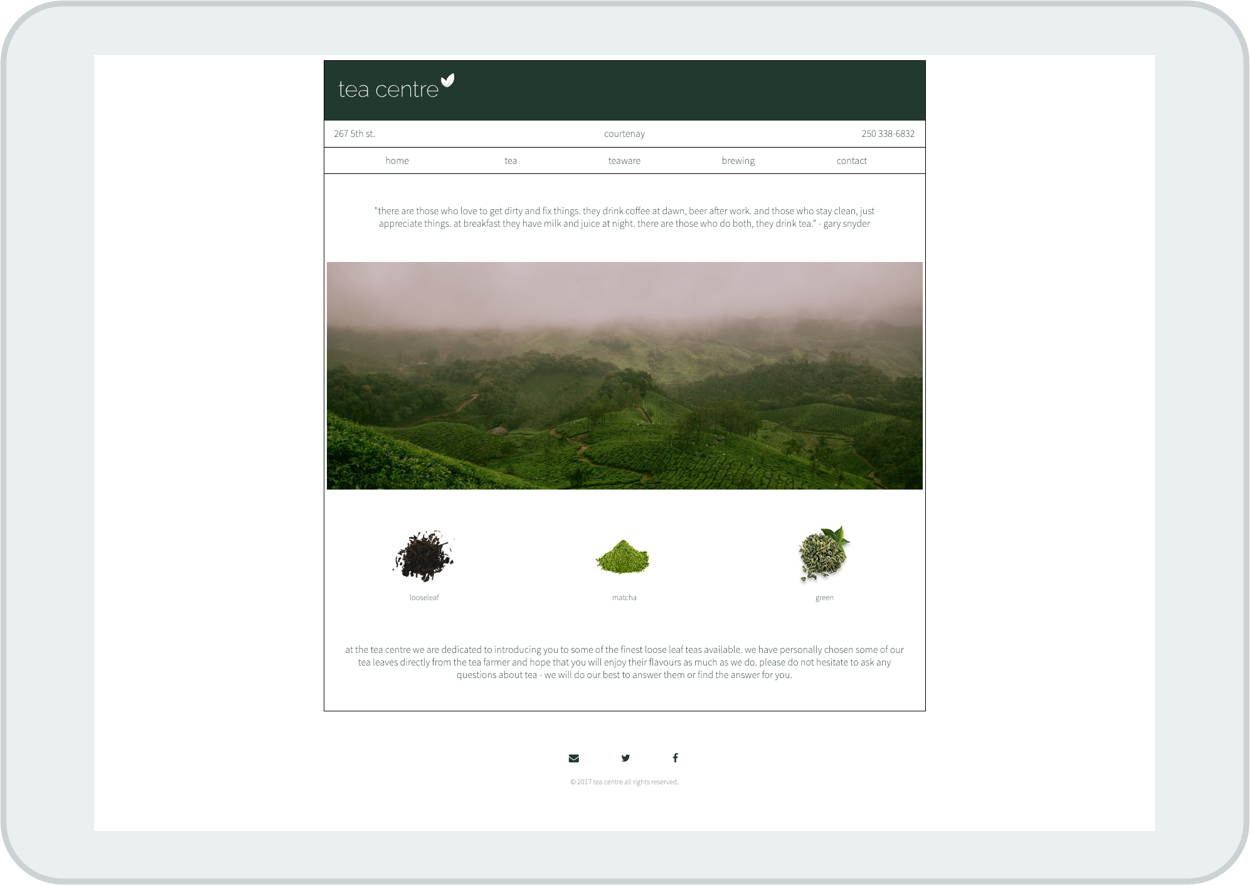 tea centre
267 5th st. courtenay 250 338-6832
home tea teaware brewing contact
"there are those who love to get dirty and fix things. they drink coffee at dawn, beer after work. and those who stay clean, just
appreciate things. at breakfast they have milk and juice at night. there are those who do both, they drink tea." - gary snyder
looseleaf matcha green
at the tea centre we are dedicated to introducing you to some of the finest loose leaf teas available. we have personally chosen some of our
tea leaves directly from the tea farmer and hope that you will enjoy their flavours as much as we do. please do not hesitate to ask any
questions about tea - we will do our best to answer them or find the answer for you.
© 2017 tea centre all rights reserved.